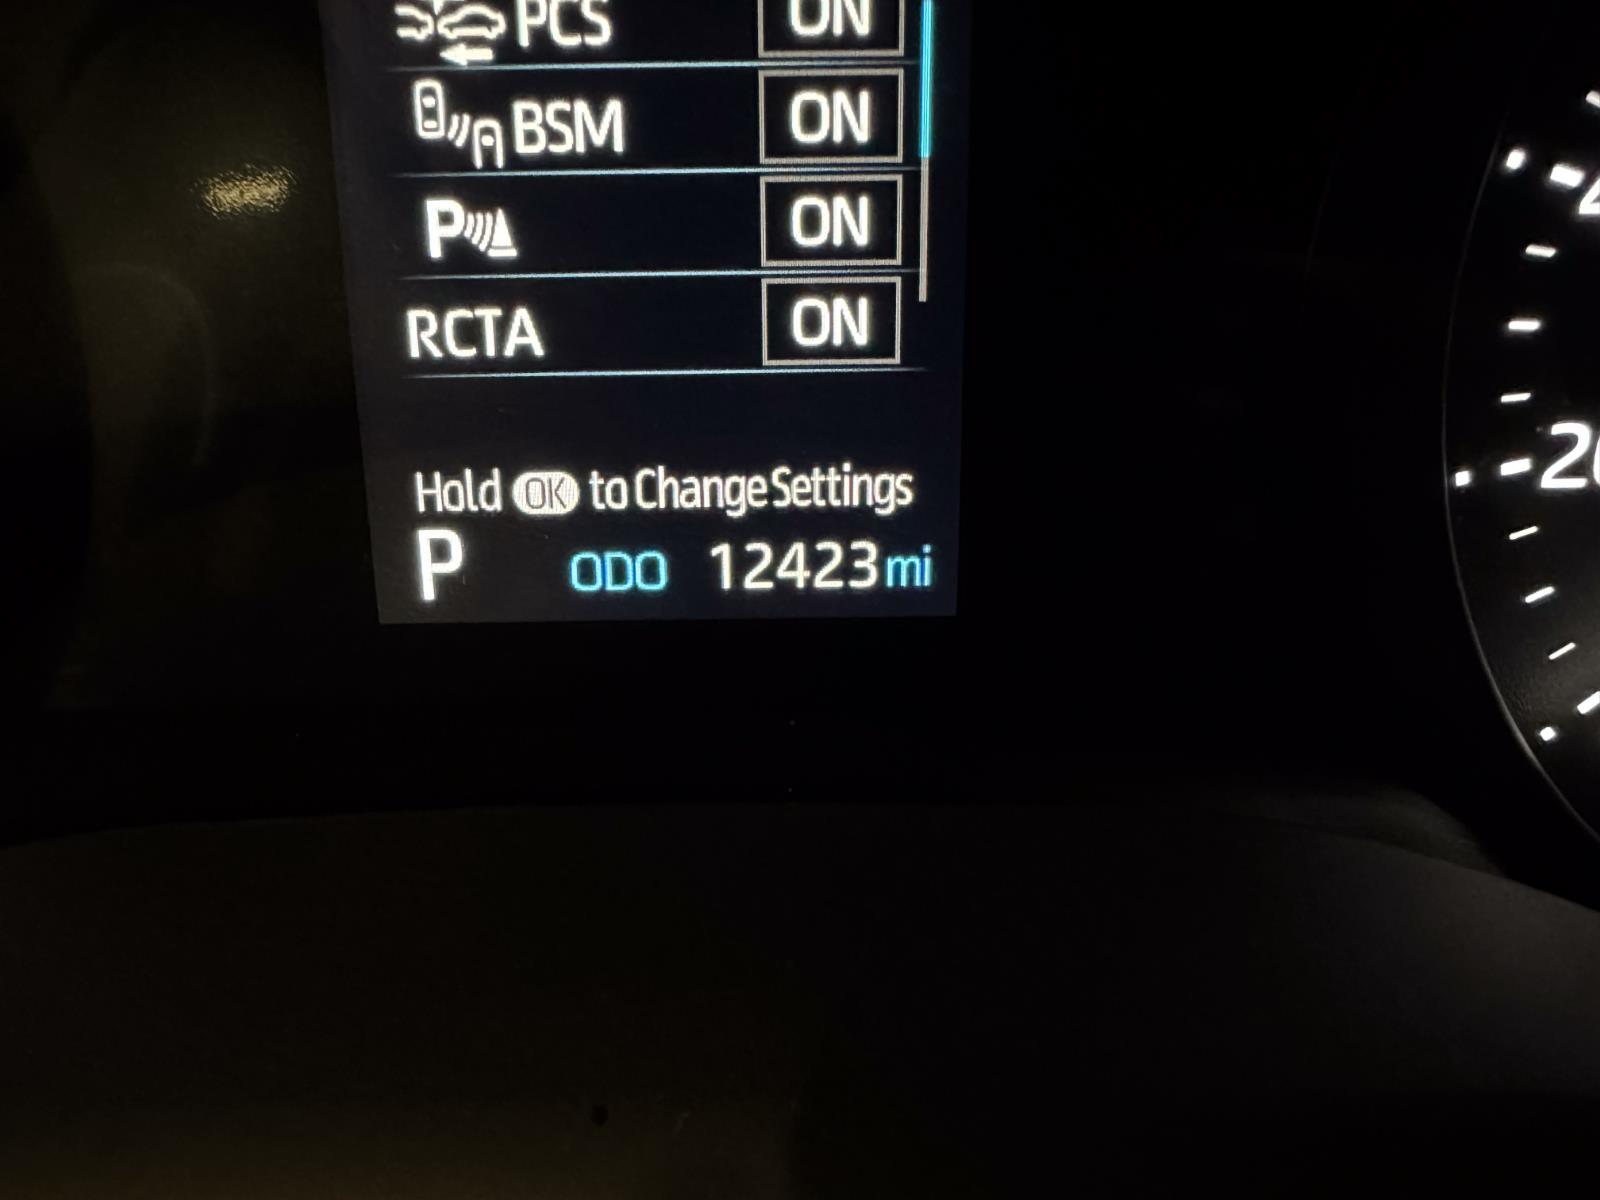 PCS ON
BSM ON
P ON
RCTA ON
Hold OK to Change Settings
P ODO 12423 mi
20